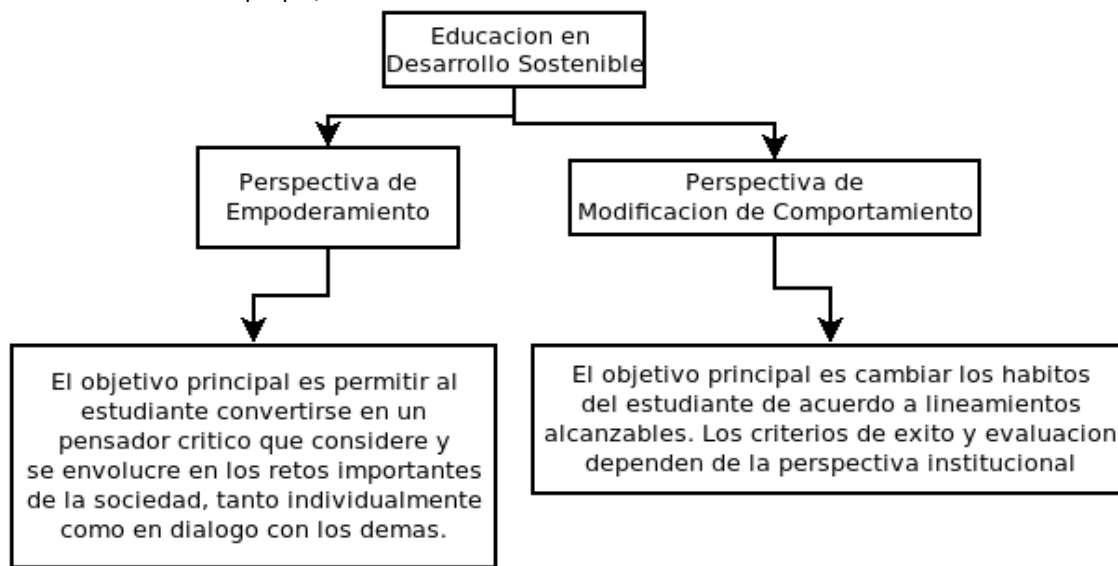 Educacion en
Desarrollo Sostenible
Perspectiva de
Empoderamiento
Perspectiva de
Modificacion de Comportamiento
El objetivo principal es permitir al
estudiante convertirse en un
pensador critico que considere y
se envolucre en los retos importantes
de la sociedad, tanto individualmente
como en dialogo con los demas.
El objetivo principal es cambiar los habitos
del estudiante de acuerdo a lineamientos
alcanzables. Los criterios de exito y evaluacion
dependen de la perspectiva institucional